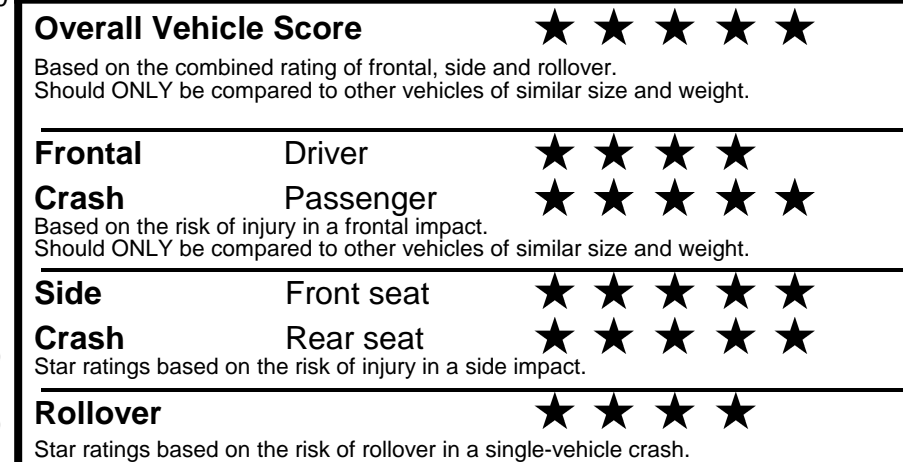 Overall Vehicle Score ★ ★ ★ ★ ★
Based on the combined rating of frontal, side and rollover.
Should ONLY be compared to other vehicles of similar size and weight.
Frontal Driver ★ ★ ★ ★
Crash Passenger ★ ★ ★ ★ ★
Based on the risk of injury in a frontal impact.
Should ONLY be compared to other vehicles of similar size and weight.
Side Front seat ★ ★ ★ ★ ★
Crash Rear seat ★ ★ ★ ★ ★
Star ratings based on the risk of injury in a side impact.
Rollover ★ ★ ★ ★
Star ratings based on the risk of rollover in a single-vehicle crash.